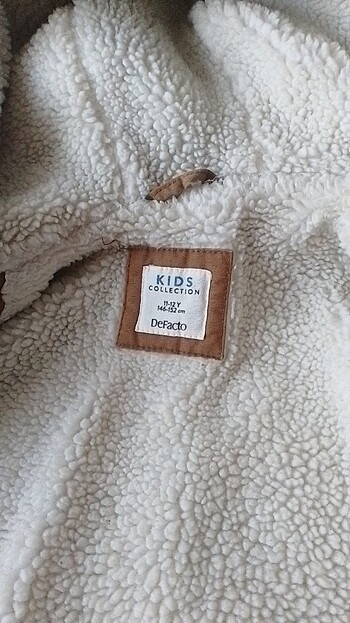 KIDS
COLLECTION
11-12 Y
146-152 cm
DeFacto